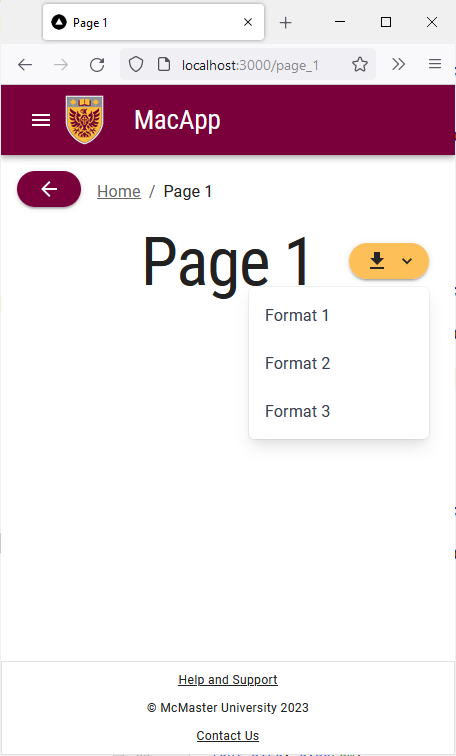 Page 1
localhost:3000/page_1
MacApp
Home / Page 1
Page 1
Format 1
Format 2
Format 3
Help and Support
© McMaster University 2023
Contact Us